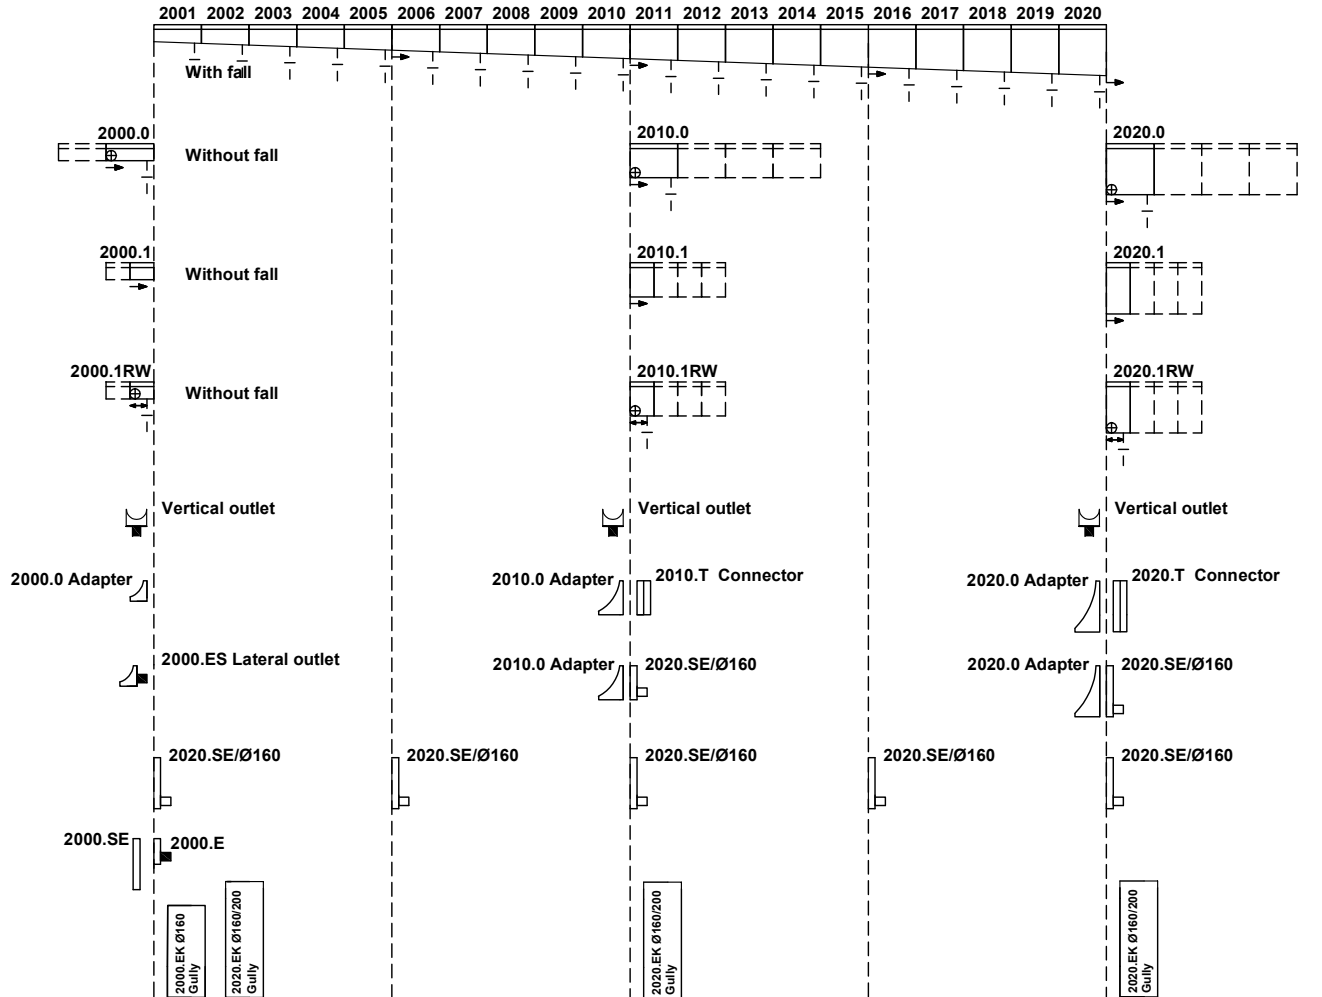 2001 2002 2003 2004 2005 2006 2007 2008 2009 2010 2011 2012 2013 2014 2015 2016 2017 2018 2019 2020
With fall
2000.0
Without fall
2010.0
2020.0
2000.1
Without fall
2010.1
2020.1
2000.1RW
Without fall
2010.1RW
2020.1RW
Vertical outlet
Vertical outlet
Vertical outlet
2000.0 Adapter
2010.0 Adapter
2010.T Connector
2020.0 Adapter
2020.T Connector
2000.ES Lateral outlet
2010.0 Adapter
2020.SE/Ø160
2020.0 Adapter
2020.SE/Ø160
2020.SE/Ø160
2020.SE/Ø160
2020.SE/Ø160
2020.SE/Ø160
2020.SE/Ø160
2000.SE
2000.E
2000.EK Ø160
Gully
2020.EK Ø160/200
Gully
2020.EK Ø160/200
Gully
2020.EK Ø160/200
Gully